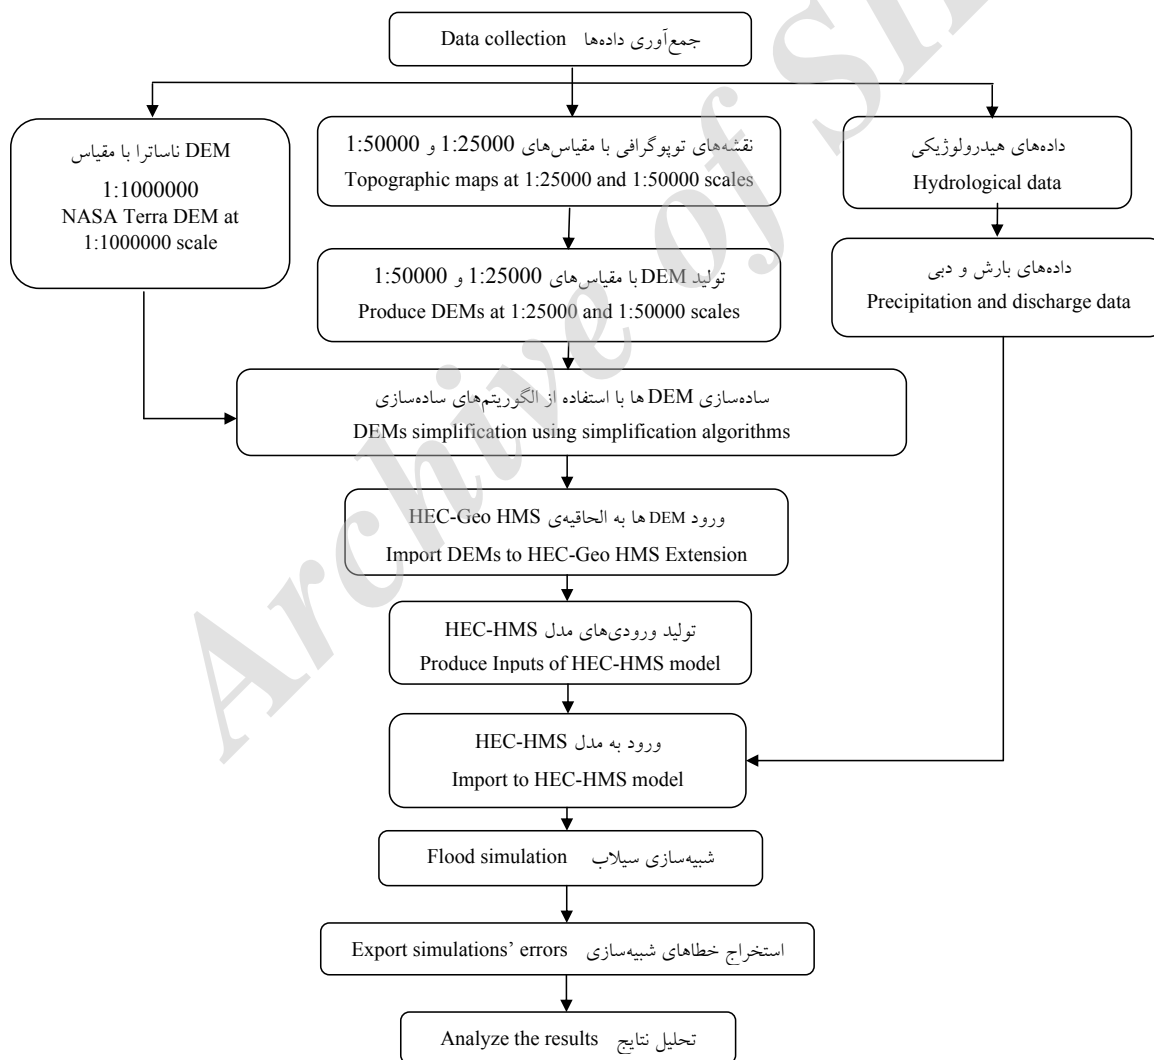 جمع‌آوری داده‌ها Data collection
DEM ناساترا با مقیاس
1:1000000
NASA Terra DEM at
1:1000000 scale
نقشه‌های توپوگرافی با مقیاس‌های 1:25000 و 1:50000
Topographic maps at 1:25000 and 1:50000 scales
داده‌های هیدرولوژیکی
Hydrological data
تولید DEM با مقیاس‌های 1:25000 و 1:50000
Produce DEMs at 1:25000 and 1:50000 scales
داده‌های بارش و دبی
Precipitation and discharge data
ساده‌سازی DEM ها با استفاده از الگوریتم‌های ساده‌سازی
DEMs simplification using simplification algorithms
ورود DEM ها به الحاقیه‌ی HEC-Geo HMS
Import DEMs to HEC-Geo HMS Extension
تولید ورودی‌های مدل HEC-HMS
Produce Inputs of HEC-HMS model
ورود به مدل HEC-HMS
Import to HEC-HMS model
شبیه‌سازی سیلاب Flood simulation
استخراج خطاهای شبیه‌سازی Export simulations’ errors
تحلیل نتایج Analyze the results
Archive of